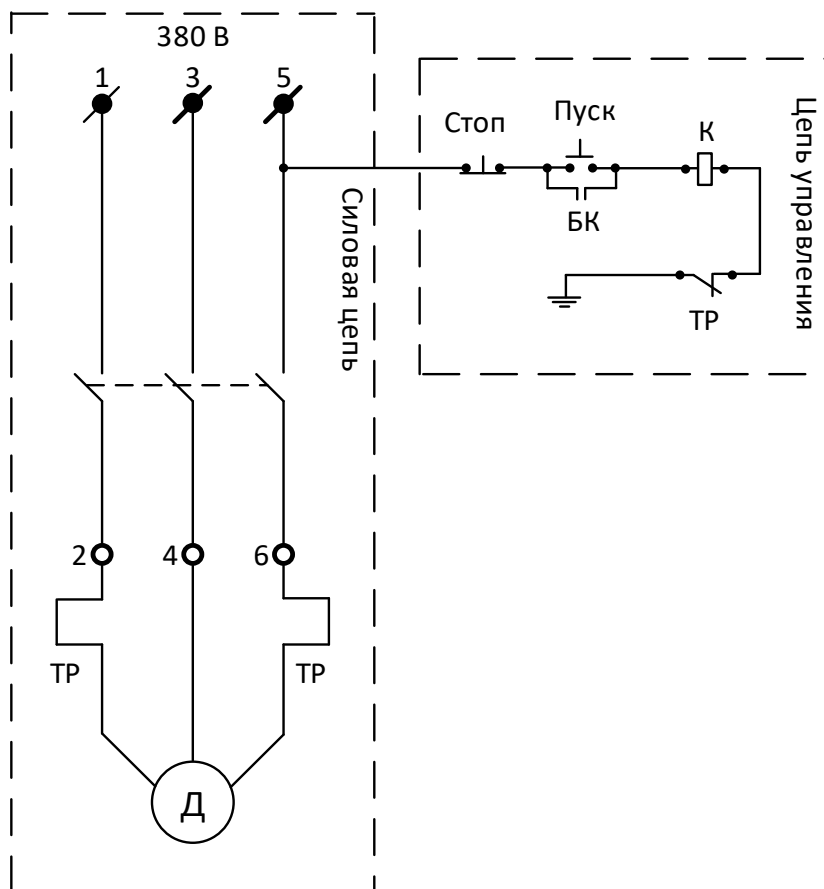 380 В
1 3 5
Стоп
Пуск
К
БК
ТР
Цепь управления
Силовая цепь
2 4 6
ТР ТР
Д